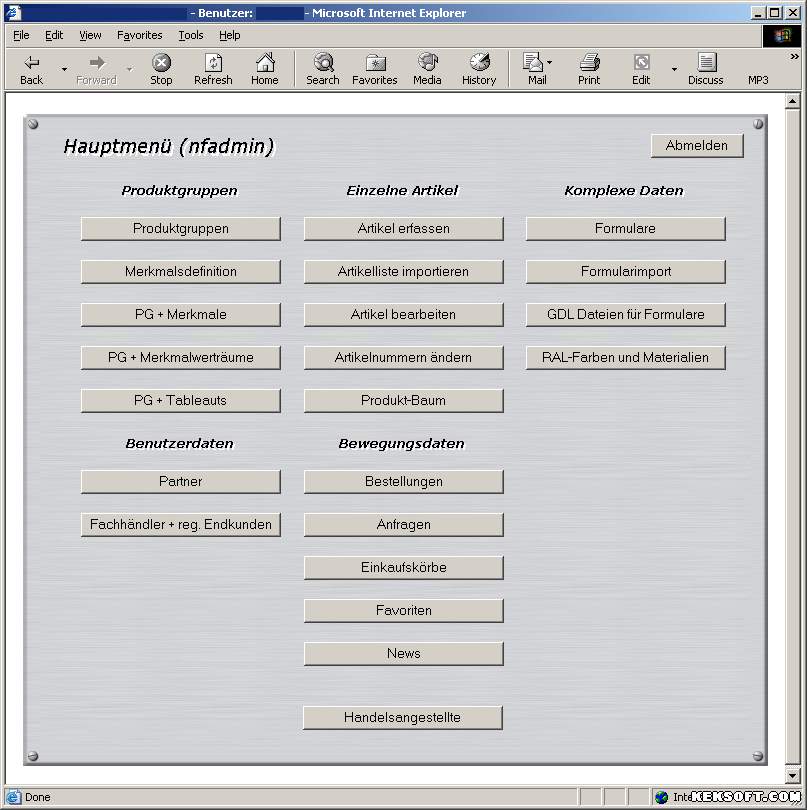 - Benutzer: - Microsoft Internet Explorer
File Edit View Favorites Tools Help
Back Forward Stop Refresh Home Search Favorites Media History Mail Print Edit Discuss MP3
Hauptmenü (nfadmin)
Abmelden
Produktgruppen Einzelne Artikel Komplexe Daten
Produktgruppen Artikel erfassen Formulare
Merkmalsdefinition Artikelliste importieren Formularimport
PG + Merkmale Artikel bearbeiten GDL Dateien für Formulare
PG + Merkmalwerträume Artikelnummern ändern RAL-Farben und Materialien
PG + Tableauts Produkt-Baum
Benutzerdaten Bewegungsdaten
Partner Bestellungen
Fachhändler + reg. Endkunden Anfragen
Einkaufskörbe
Favoriten
News
Handelsangestellte
Done
KEKSOFT.COM